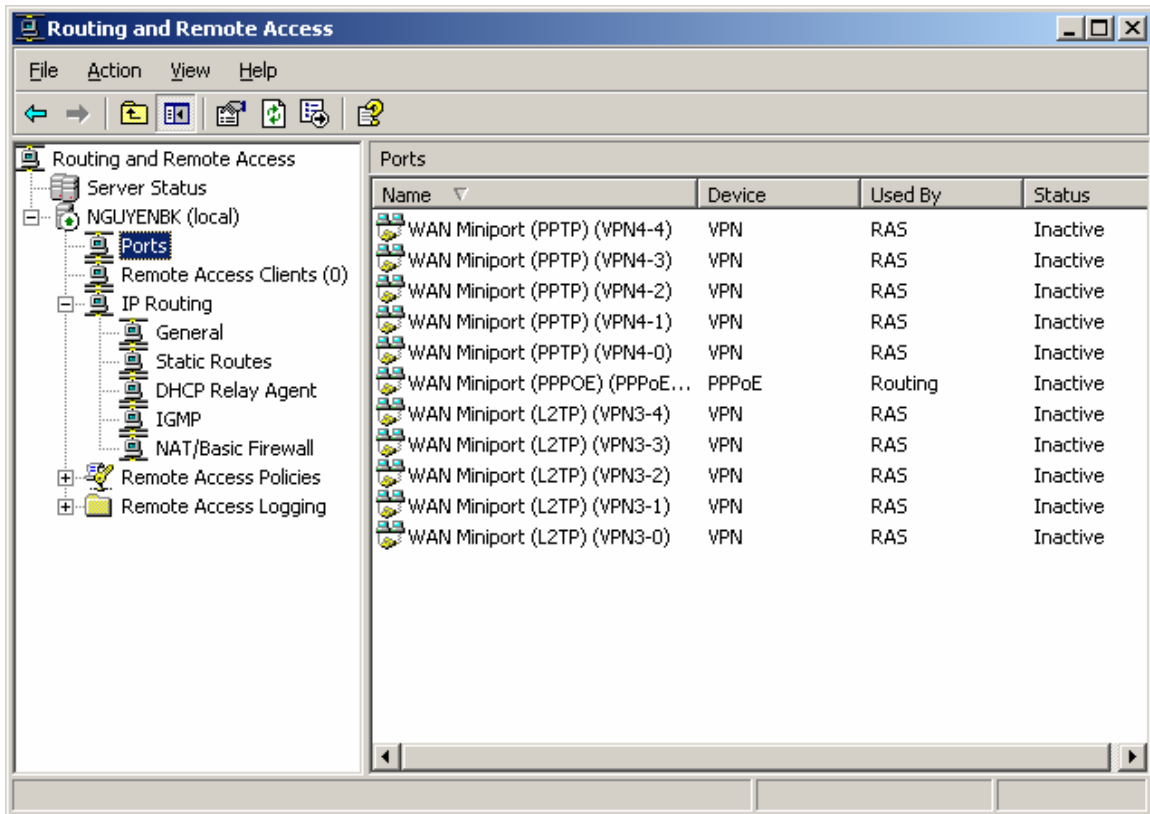 Routing and Remote Access
File Action View Help
Routing and Remote Access
Server Status
NGUYENBK (local)
Ports
Remote Access Clients (0)
IP Routing
General
Static Routes
DHCP Relay Agent
IGMP
NAT/Basic Firewall
Remote Access Policies
Remote Access Logging
Ports
Name Device Used By Status
WAN Miniport (PPTP) (VPN4-4) VPN RAS Inactive
WAN Miniport (PPTP) (VPN4-3) VPN RAS Inactive
WAN Miniport (PPTP) (VPN4-2) VPN RAS Inactive
WAN Miniport (PPTP) (VPN4-1) VPN RAS Inactive
WAN Miniport (PPTP) (VPN4-0) VPN RAS Inactive
WAN Miniport (PPPOE) (PPPoE... PPPoE Routing Inactive
WAN Miniport (L2TP) (VPN3-4) VPN RAS Inactive
WAN Miniport (L2TP) (VPN3-3) VPN RAS Inactive
WAN Miniport (L2TP) (VPN3-2) VPN RAS Inactive
WAN Miniport (L2TP) (VPN3-1) VPN RAS Inactive
WAN Miniport (L2TP) (VPN3-0) VPN RAS Inactive